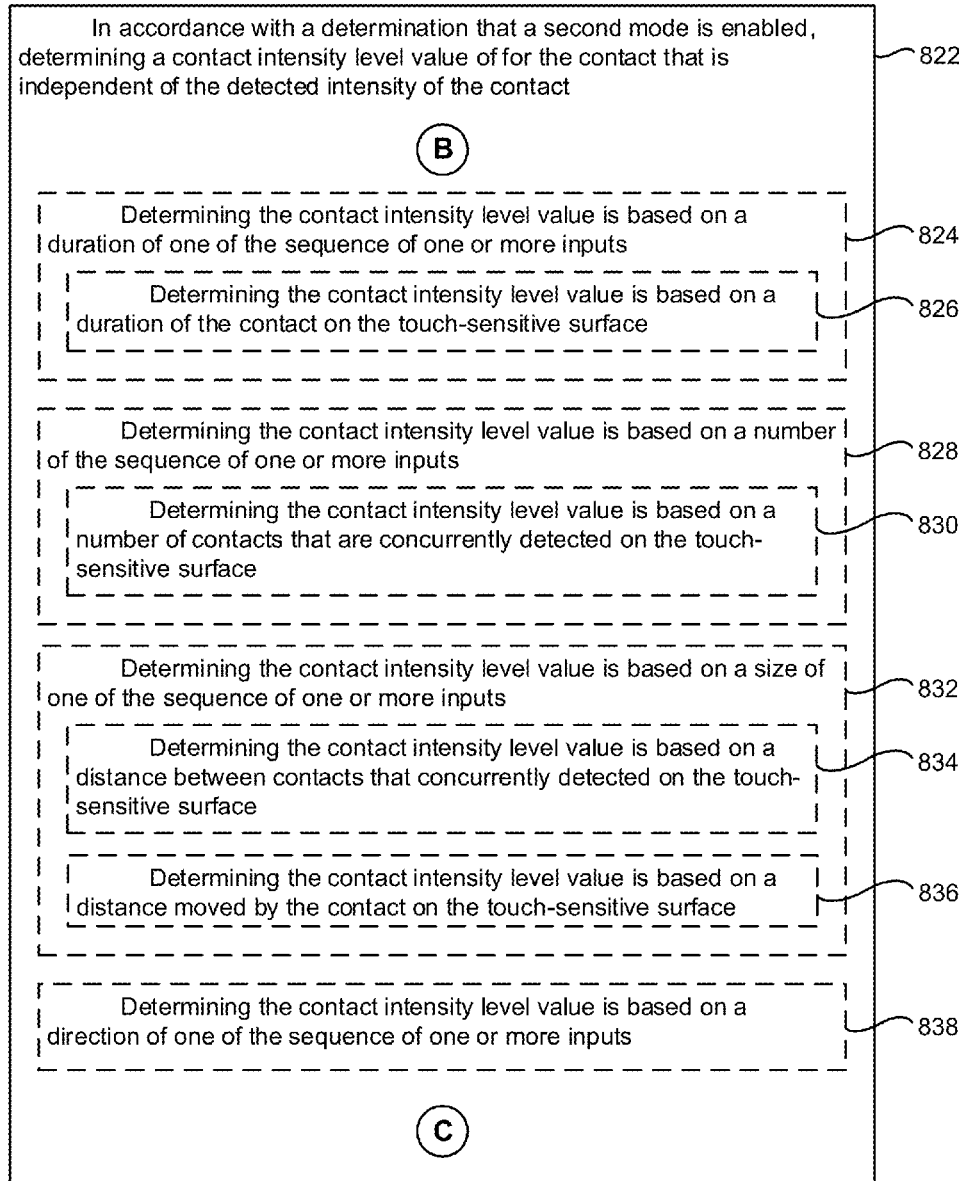 In accordance with a determination that a second mode is enabled,
determining a contact intensity level value of for the contact that is
independent of the detected intensity of the contact
822
B
Determining the contact intensity level value is based on a
duration of one of the sequence of one or more inputs
824
Determining the contact intensity level value is based on a
duration of the contact on the touch-sensitive surface
826
Determining the contact intensity level value is based on a number
of the sequence of one or more inputs
828
Determining the contact intensity level value is based on a
number of contacts that are concurrently detected on the touch-
sensitive surface
830
Determining the contact intensity level value is based on a size of
one of the sequence of one or more inputs
832
Determining the contact intensity level value is based on a
distance between contacts that concurrently detected on the touch-
sensitive surface
834
Determining the contact intensity level value is based on a
distance moved by the contact on the touch-sensitive surface
836
Determining the contact intensity level value is based on a
direction of one of the sequence of one or more inputs
838
C